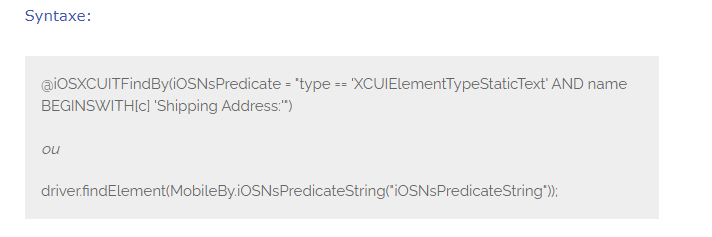 Syntaxe:
@iOSXCUITFindBy(iOSNsPredicate = "type == 'XCUIElementTypeStaticText' AND name
BEGINSWITH[c] 'Shipping Address:'")
ou
driver.findElement(MobileBy.iOSNsPredicateString("iOSNsPredicateString"));